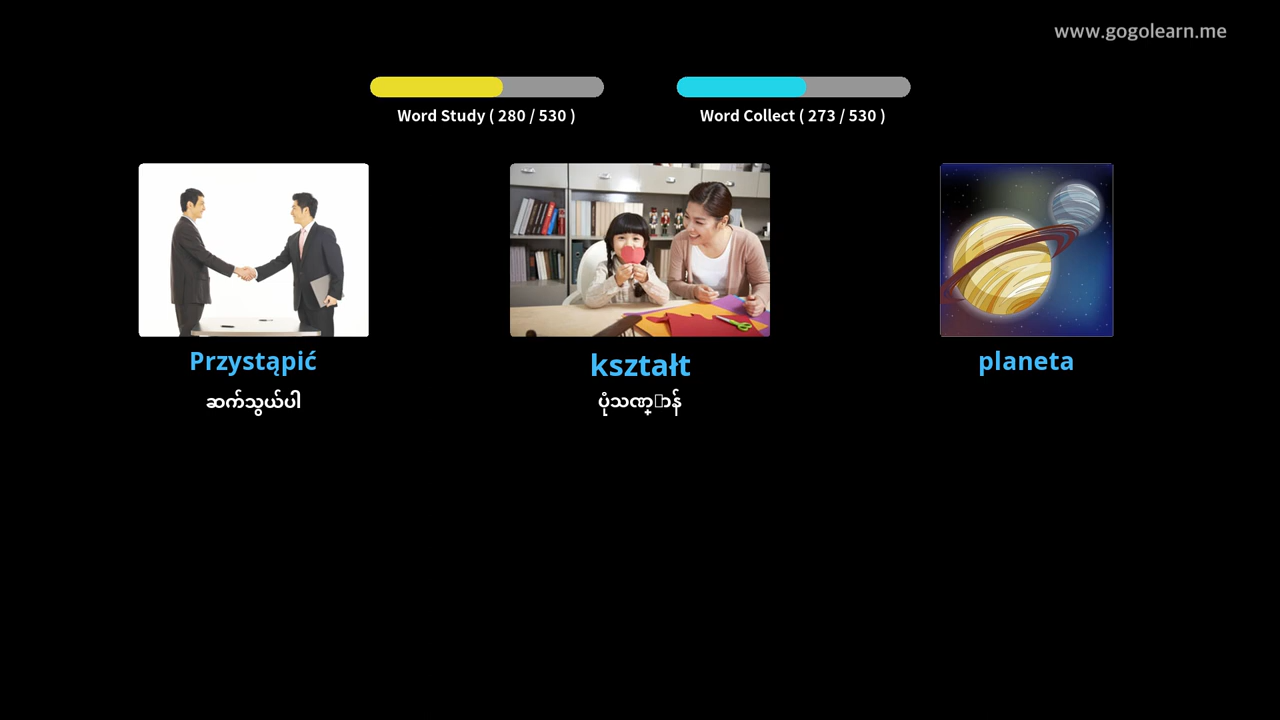 www.gogolearn.me
Word Study ( 280 / 530 )
Word Collect ( 273 / 530 )
Przystąpić
kształt
planeta
ဆက်သွယ်ပါ